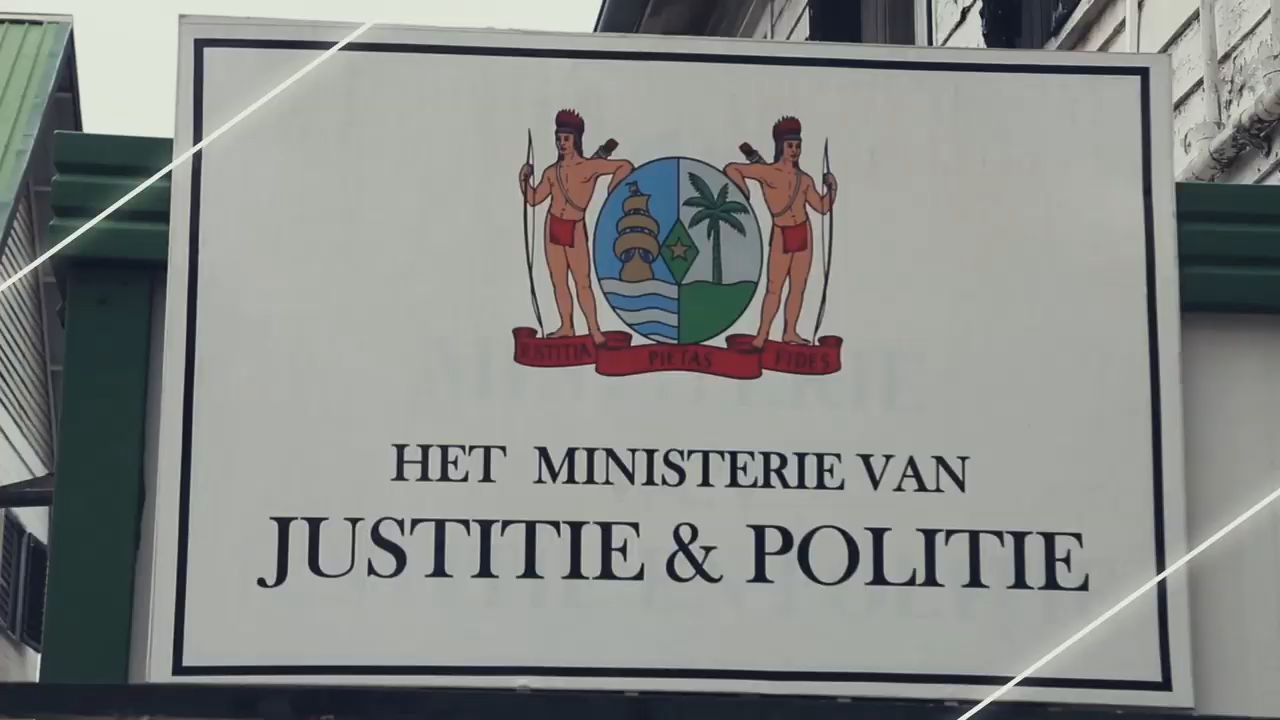 JUSTITIA PIETAS FIDES
HET MINISTERIE VAN
JUSTITIE & POLITIE